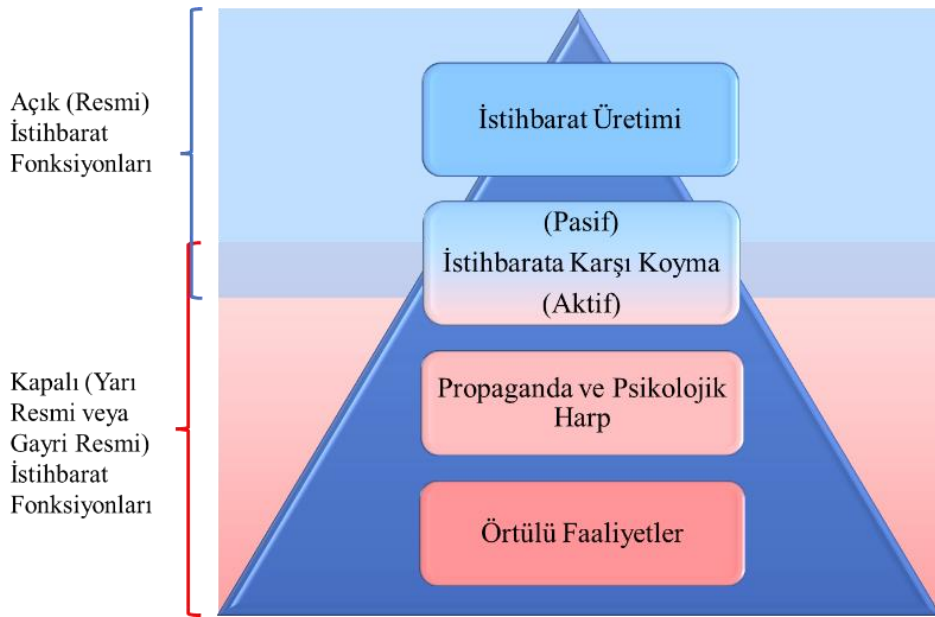 Açık (Resmi)
İstihbarat
Fonksiyonları
İstihbarat Üretimi
(Pasif)
İstihbarata Karşı Koyma
(Aktif)
Kapalı (Yarı
Resmi veya
Gayri Resmi)
İstihbarat
Fonksiyonları
Propaganda ve Psikolojik
Harp
Örtülü Faaliyetler